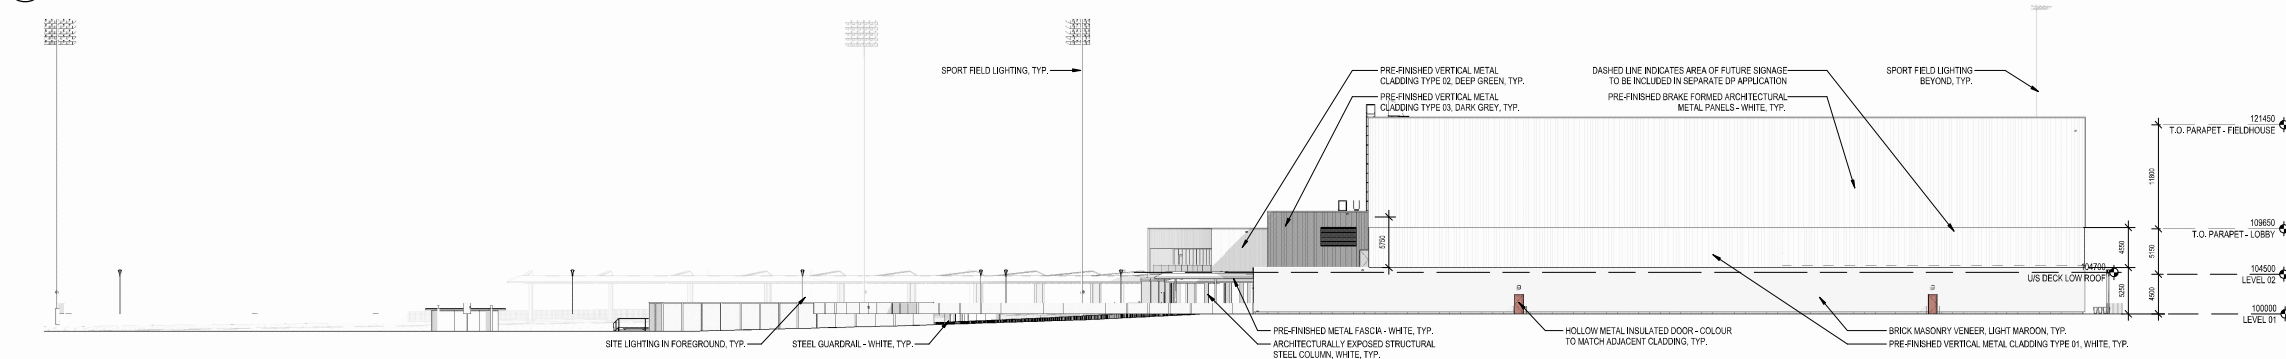 SPORT FIELD LIGHTING, TYP.
PRE-FINISHED VERTICAL METAL
CLADDING TYPE 02, DEEP GREEN, TYP.
PRE-FINISHED VERTICAL METAL
CLADDING TYPE 03, DARK GREY, TYP.
DASHED LINE INDICATES AREA OF FUTURE SIGNAGE
TO BE INCLUDED IN SEPARATE DP APPLICATION
PRE-FINISHED BRAKE FORMED ARCHITECTURAL
METAL PANELS - WHITE, TYP.
SPORT FIELD LIGHTING
BEYOND, TYP.
121450
T.O. PARAPET - FIELDHOUSE
11800
109650
T.O. PARAPET - LOBBY
5750
4550
5150
104700
U/S DECK LOW ROOF
104500
LEVEL 02
5250
4500
100000
LEVEL 01
SITE LIGHTING IN FOREGROUND, TYP.
STEEL GUARDRAIL - WHITE, TYP.
PRE-FINISHED METAL FASCIA - WHITE, TYP.
ARCHITECTURALLY EXPOSED STRUCTURAL
STEEL COLUMN, WHITE, TYP.
HOLLOW METAL INSULATED DOOR - COLOUR
TO MATCH ADJACENT CLADDING, TYP.
BRICK MASONRY VENEER, LIGHT MAROON, TYP.
PRE-FINISHED VERTICAL METAL CLADDING TYPE 01, WHITE, TYP.